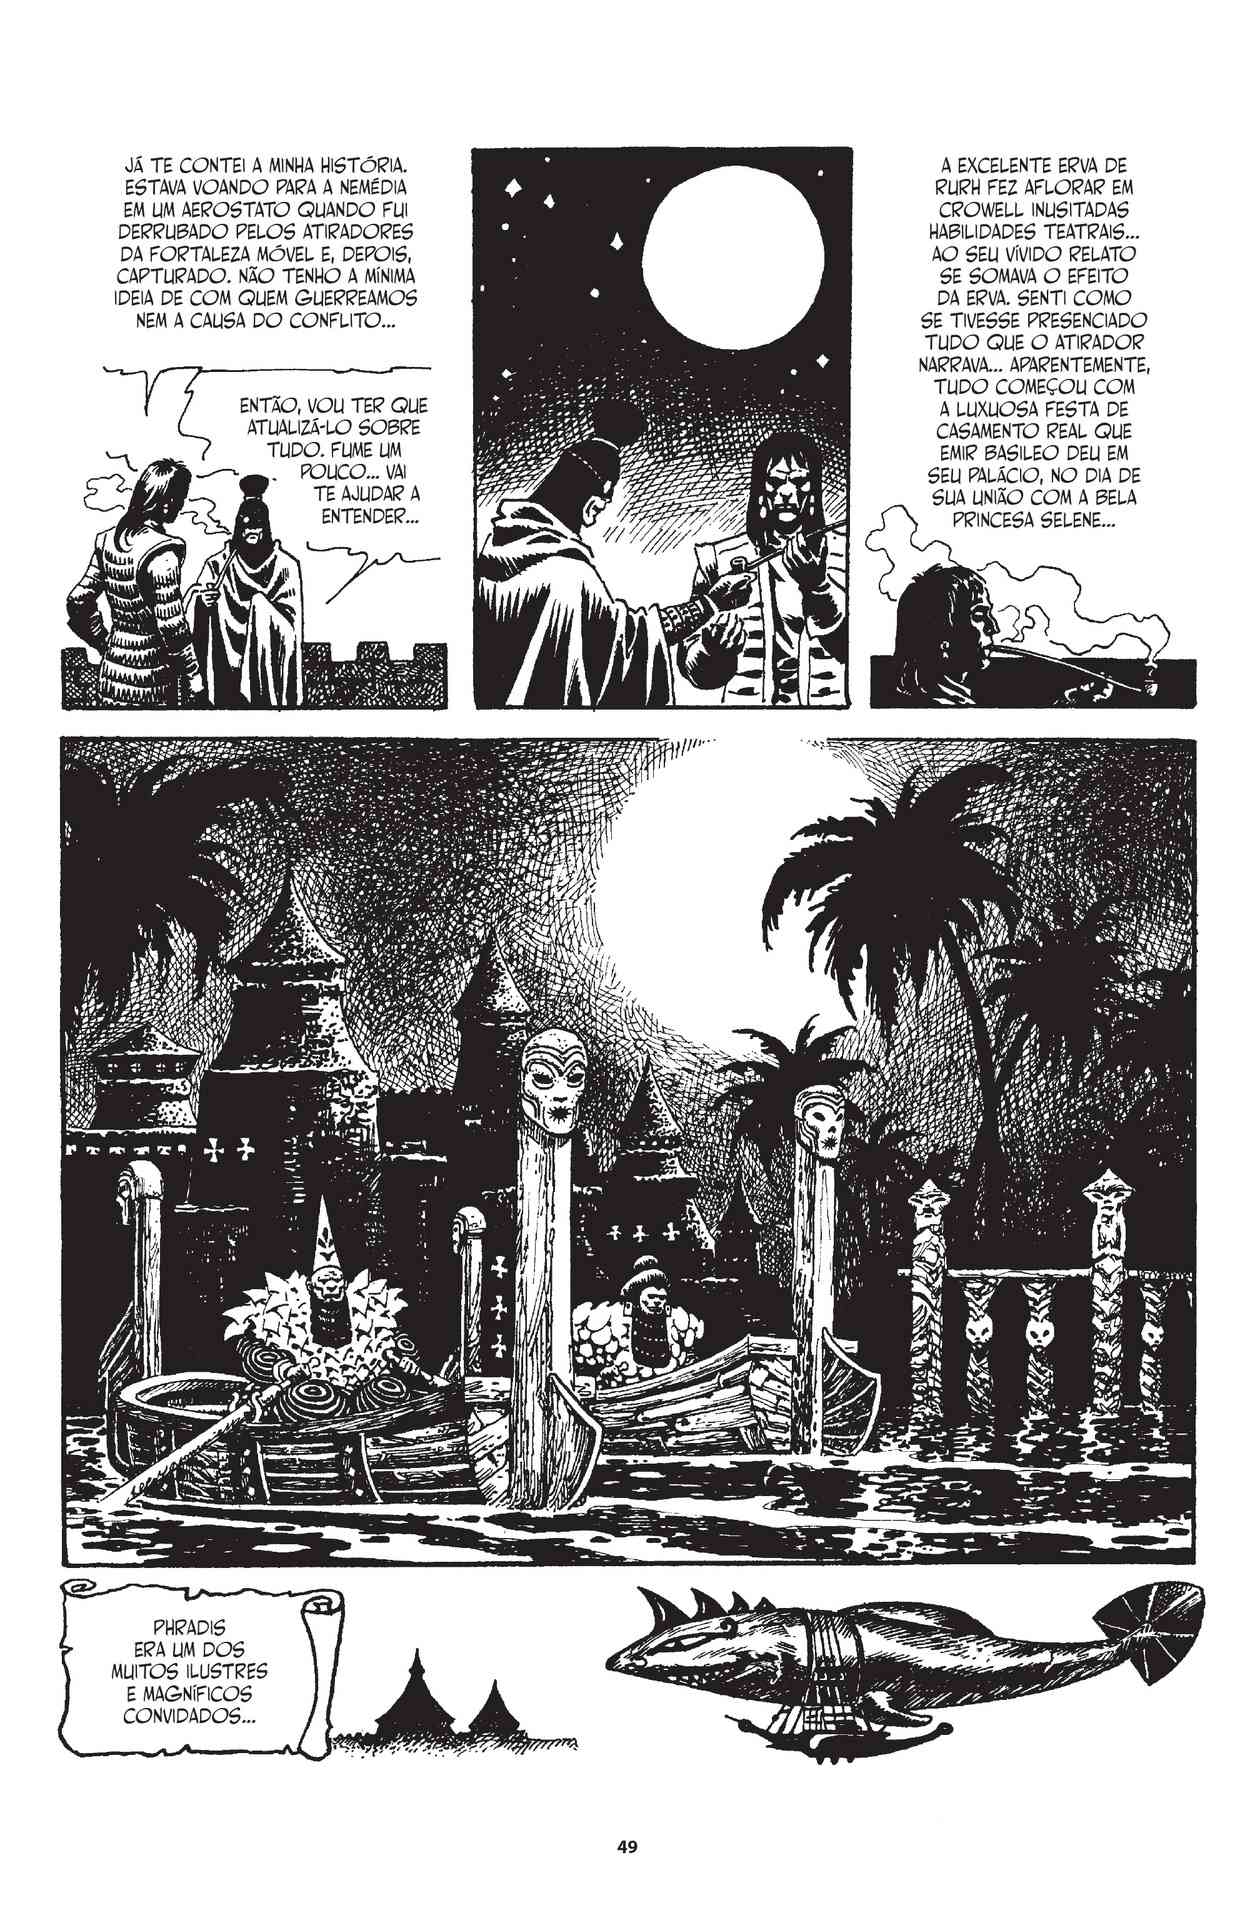 JÁ TE CONTEI A MINHA HISTÓRIA.
ESTAVA VOANDO PARA A NEMÉDIA
EM UM AEROSTATO QUANDO FUI
DERRUBADO PELOS ATIRADORES
DA FORTALEZA MÓVEL E, DEPOIS,
CAPTURADO. NÃO TENHO A MÍNIMA
IDEIA DE COM QUEM GUERREAMOS
NEM A CAUSA DO CONFLITO...
ENTÃO, VOU TER QUE
ATUALIZÁ-LO SOBRE
TUDO. FUME UM
POUCO... VAI
TE AJUDAR A
ENTENDER...
A EXCELENTE ERVA DE
RURH FEZ AFLORAR EM
CROWELL INUSITADAS
HABILIDADES TEATRAIS...
AO SEU VÍVIDO RELATO
SE SOMAVA O EFEITO
DA ERVA. SENTI COMO
SE TIVESSE PRESENCIADO
TUDO QUE O ATIRADOR
NARRAVA... APARENTEMENTE,
TUDO COMEÇOU COM
A LUXUOSA FESTA DE
CASAMENTO REAL QUE
EMIR BASILEO DEU EM
SEU PALÁCIO, NO DIA DE
SUA UNIÃO COM A BELA
PRINCESA SELENE...
PHRADIS
ERA UM DOS
MUITOS ILUSTRES
E MAGNÍFICOS
CONVIDADOS...
49